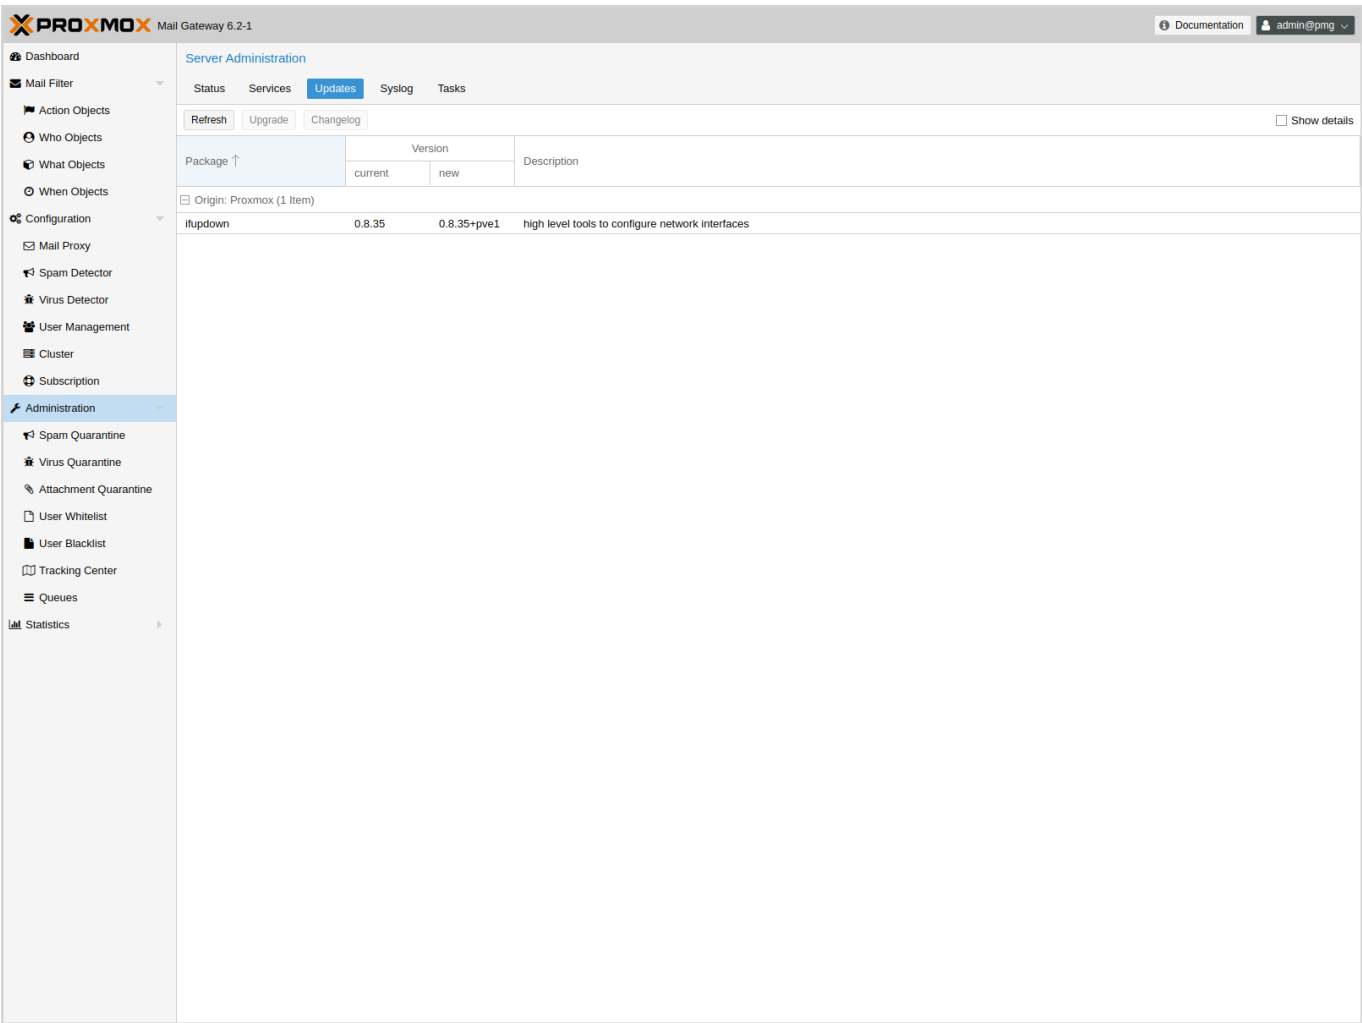 PROXMOX Mail Gateway 6.2-1
Documentation
admin@pmg
Dashboard
Mail Filter
Action Objects
Who Objects
What Objects
When Objects
Configuration
Mail Proxy
Spam Detector
Virus Detector
User Management
Cluster
Subscription
Administration
Spam Quarantine
Virus Quarantine
Attachment Quarantine
User Whitelist
User Blacklist
Tracking Center
Queues
Statistics
Server Administration
Status Services Updates Syslog Tasks
Refresh Upgrade Changelog
Show details
Package Version Description
current new
Origin: Proxmox (1 Item)
ifupdown 0.8.35 0.8.35+pve1 high level tools to configure network interfaces